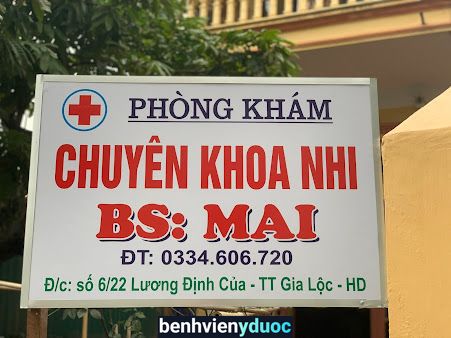 PHÒNG KHÁM
CHUYÊN KHOA NHI
BS: MAI
ĐT: 0334.606.720
Đ/c: số 6/22 Lương Định Của - TT Gia Lộc - HD
benhvienyduoc